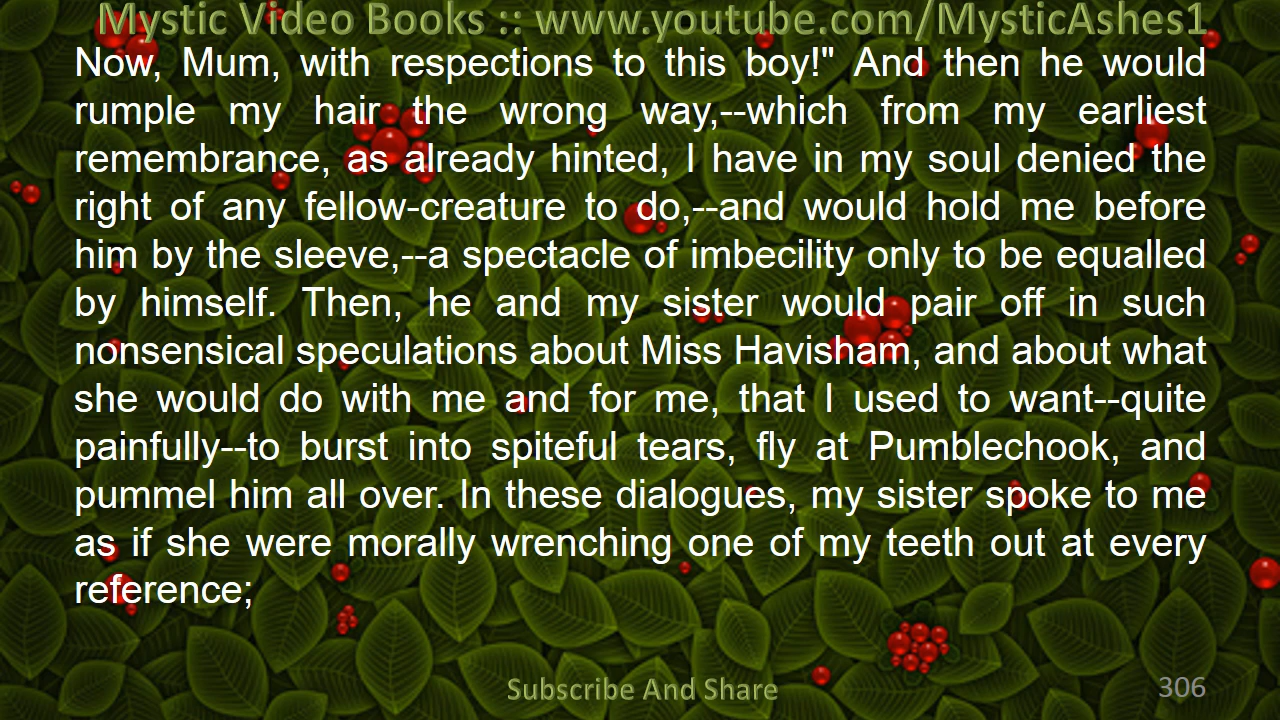 Mystic Video Books :: www.youtube.com/MysticAshes1
Now, Mum, with respections to this boy!" And then he would
rumple my hair the wrong way,--which from my earliest
remembrance, as already hinted, I have in my soul denied the
right of any fellow-creature to do,--and would hold me before
him by the sleeve,--a spectacle of imbecility only to be equalled
by himself. Then, he and my sister would pair off in such
nonsensical speculations about Miss Havisham, and about what
she would do with me and for me, that I used to want--quite
painfully--to burst into spiteful tears, fly at Pumblechook, and
pummel him all over. In these dialogues, my sister spoke to me
as if she were morally wrenching one of my teeth out at every
reference;
Subscribe And Share
306